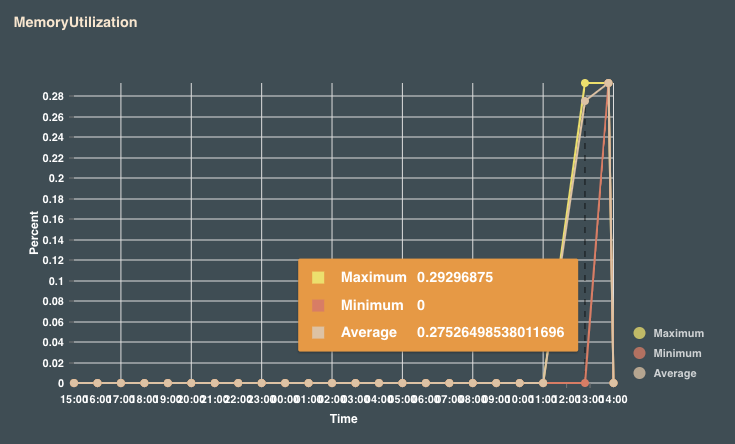 MemoryUtilization
0.28
0.26
0.24
0.22
0.2
0.18
0.16
0.14
0.12
0.1
0.08
0.06
0.04
0.02
0
Percent
Maximum 0.29296875
Minimum 0
Average 0.27526498538011696
Maximum
Minimum
Average
15:00 16:00 17:00 18:00 19:00 20:00 21:00 22:00 23:00 00:00 01:00 02:00 03:00 04:00 05:00 06:00 07:00 08:00 09:00 10:00 11:00 12:00 13:00 14:00
Time